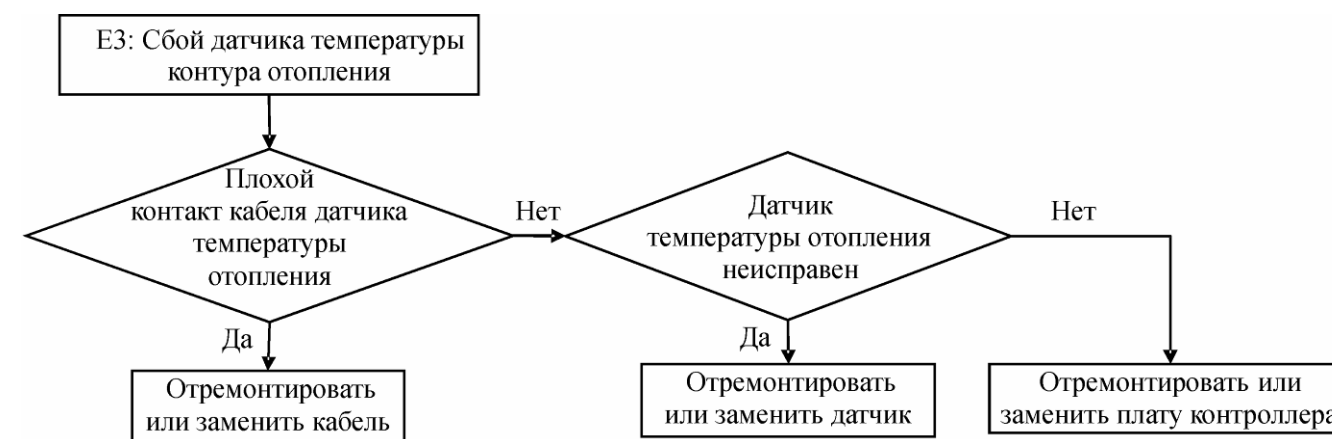 E3: Сбой датчика температуры
контура отопления
Плохой
контакт кабеля датчика
температуры
отопления
Нет
Датчик
температуры отопления
неисправен
Нет
Да
Отремонтировать
или заменить кабель
Да
Отремонтировать
или заменить датчик
Отремонтировать или
заменить плату контроллера